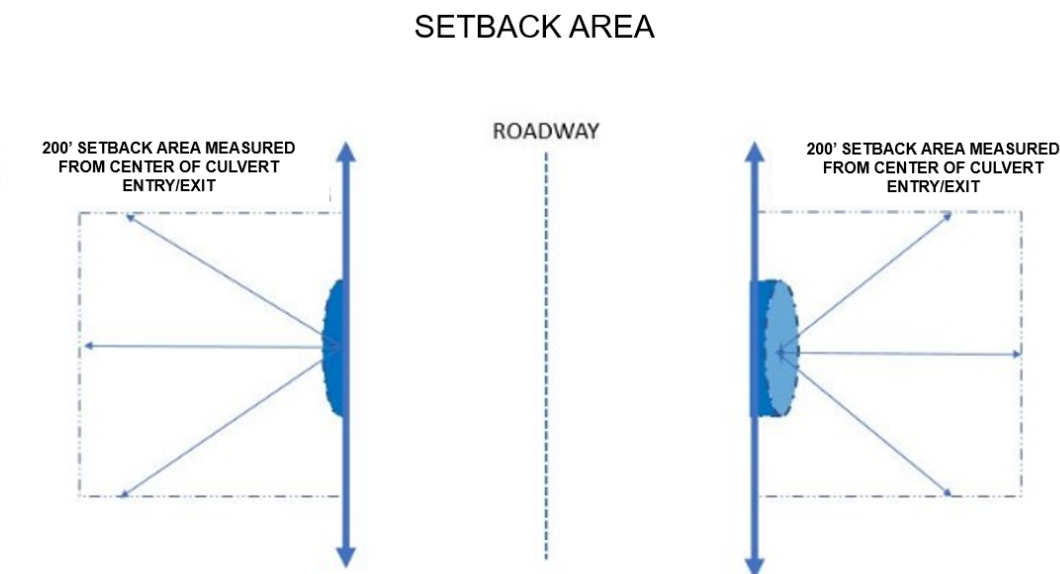 SETBACK AREA
ROADWAY
200' SETBACK AREA MEASURED
FROM CENTER OF CULVERT
ENTRY/EXIT
200' SETBACK AREA MEASURED
FROM CENTER OF CULVERT
ENTRY/EXIT